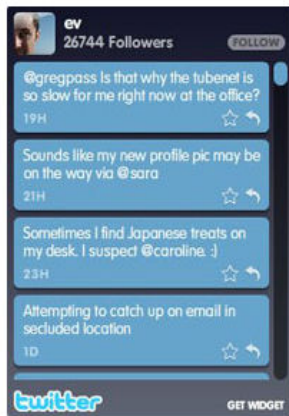 ev
26744 Followers
FOLLOW
@gregpass Is that why the tubenet is
so slow for me right now at the office?
19H
Sounds like my new profile pic may be
on the way via @sara
21H
Sometimes I find Japanese treats on
my desk. I suspect @caroline. :)
23H
Attempting to catch up on email in
secluded location
1D
twitter
GET WIDGET